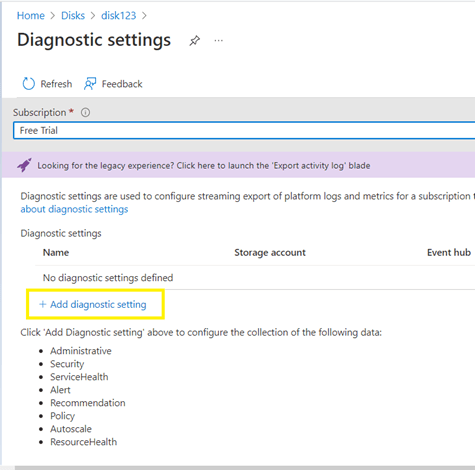 Home > Disks > disk123 >
Diagnostic settings
Refresh Feedback
Subscription *
Free Trial
Looking for the legacy experience? Click here to launch the 'Export activity log' blade
Diagnostic settings are used to configure streaming export of platform logs and metrics for a subscription
about diagnostic settings
Diagnostic settings
Name Storage account Event hub
No diagnostic settings defined
+ Add diagnostic setting
Click 'Add Diagnostic setting' above to configure the collection of the following data:
• Administrative
• Security
• ServiceHealth
• Alert
• Recommendation
• Policy
• Autoscale
• ResourceHealth